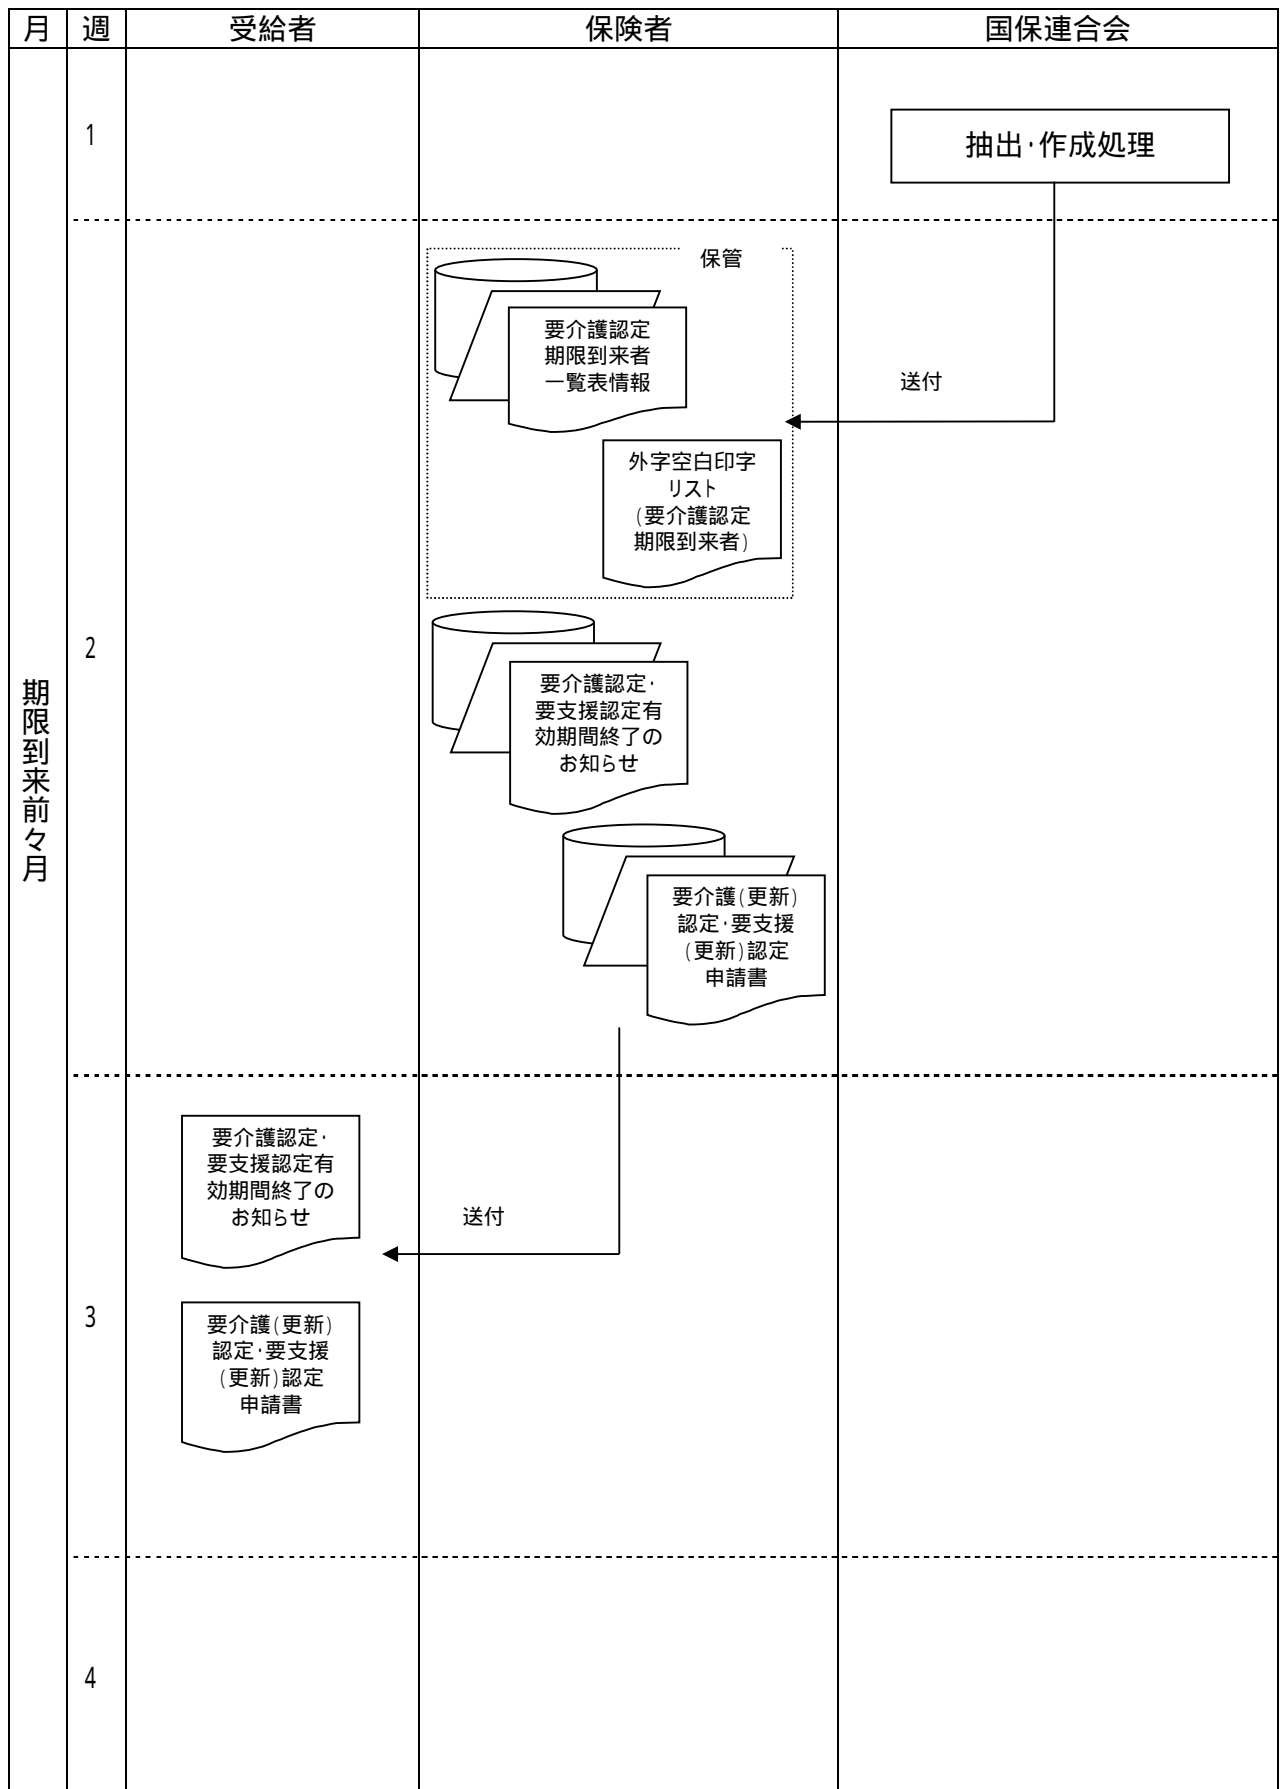 月 週 受給者 保険者 国保連合会
1
抽出・作成処理
保管
要介護認定
期限到来者
一覧表情報
送付
外字空白印字
リスト
(要介護認定
期限到来者)
2
期限到来前々月
要介護認定・
要支援認定有
効期間終了の
お知らせ
要介護(更新)
認定・要支援
(更新)認定
申請書
要介護認定・
要支援認定有
効期間終了の
お知らせ
送付
3
要介護(更新)
認定・要支援
(更新)認定
申請書
4